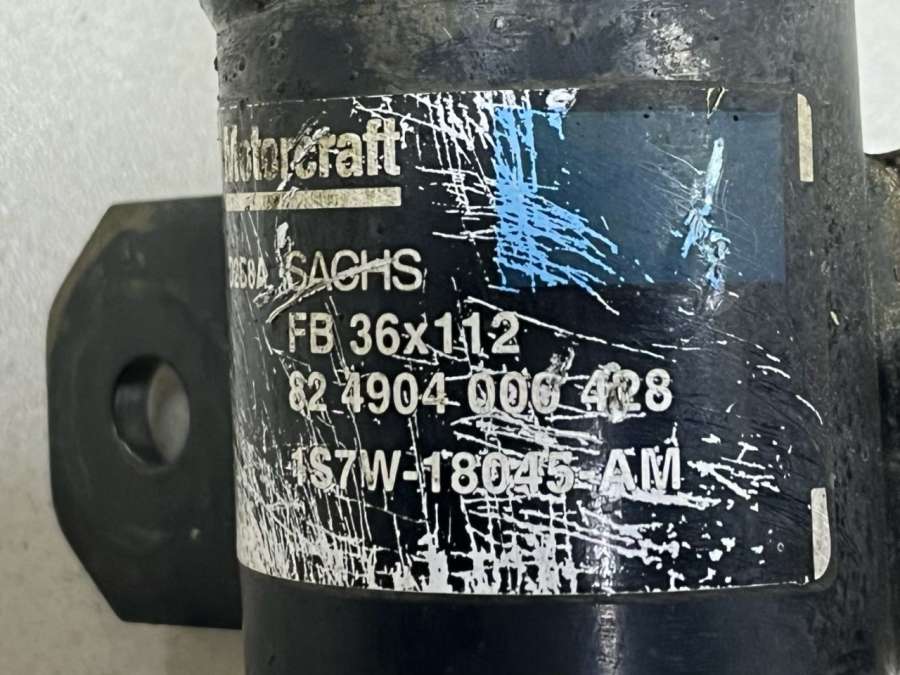 Motorcraft
SACHS
FB 36x112
82 4904 000 428
1S7W-18045-AM